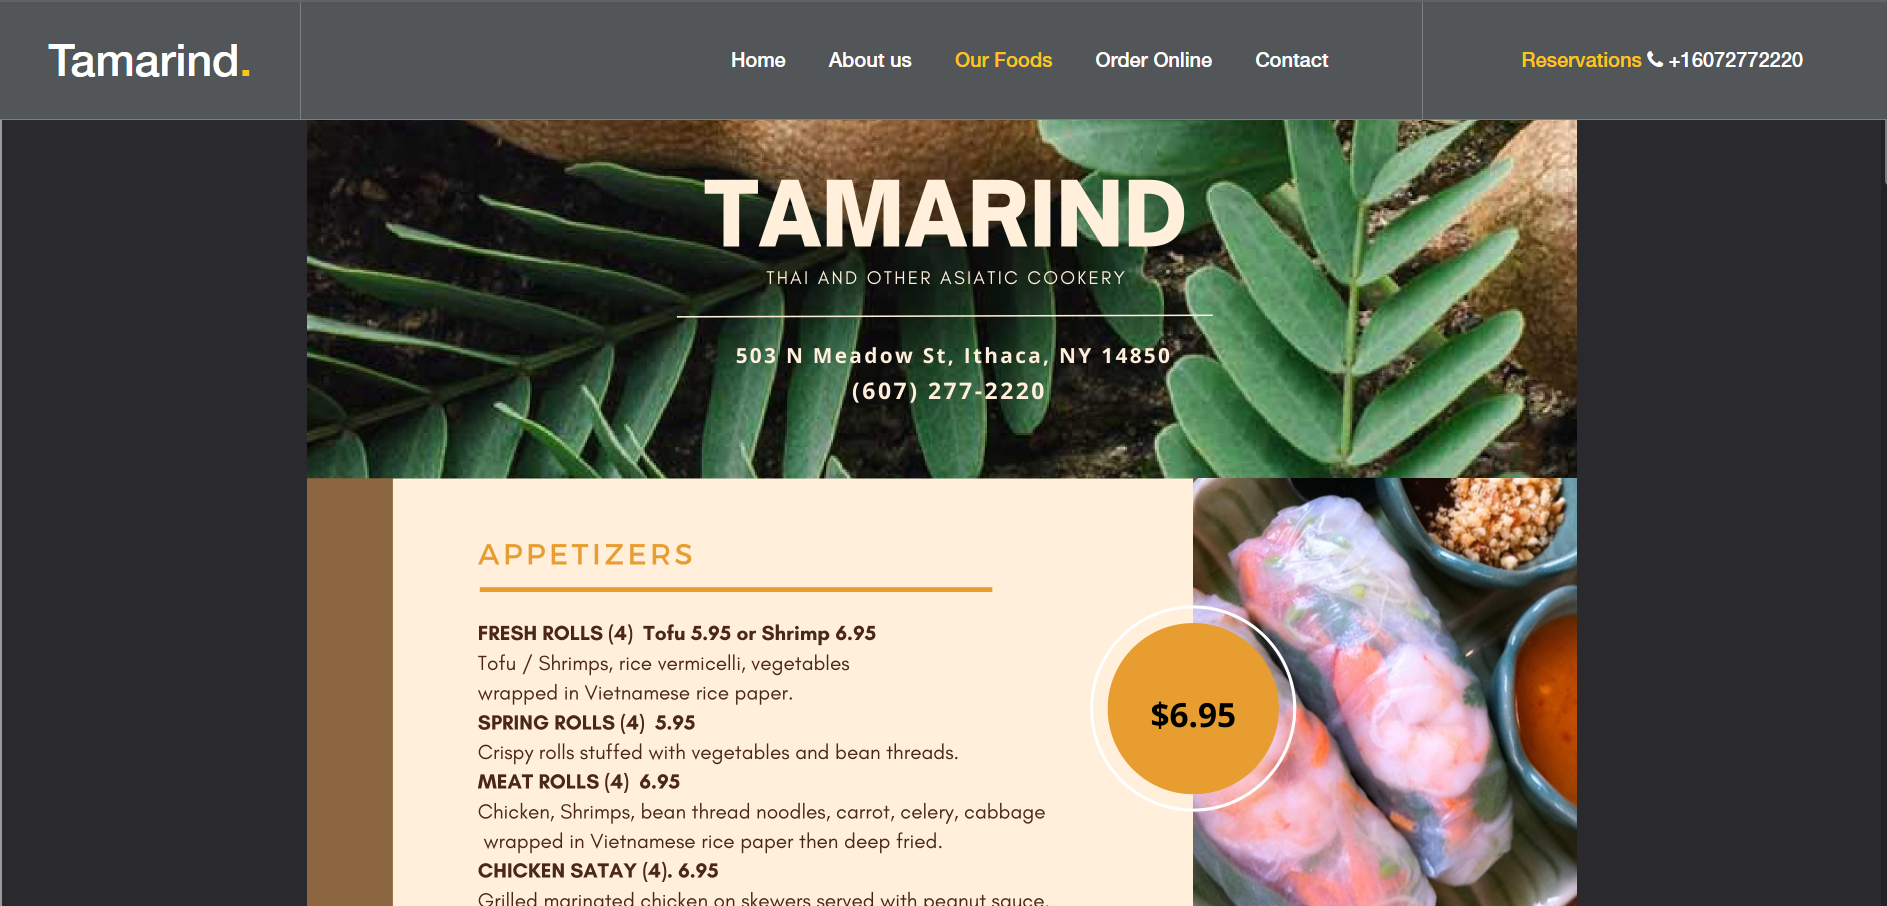 Tamarind.
Home About us Our Foods Order Online Contact
Reservations +16072772220
TAMARIND
THAI AND OTHER ASIATIC COOKERY
503 N Meadow St, Ithaca, NY 14850
(607) 277-2220
APPETIZERS
FRESH ROLLS (4) Tofu 5.95 or Shrimp 6.95
Tofu / Shrimps, rice vermicelli, vegetables
wrapped in Vietnamese rice paper.
SPRING ROLLS (4) 5.95
Crispy rolls stuffed with vegetables and bean threads.
MEAT ROLLS (4) 6.95
Chicken, Shrimps, bean thread noodles, carrot, celery, cabbage
wrapped in Vietnamese rice paper then deep fried.
CHICKEN SATAY (4). 6.95
Grilled marinated chicken on skewers served with peanut sauce.
$6.95